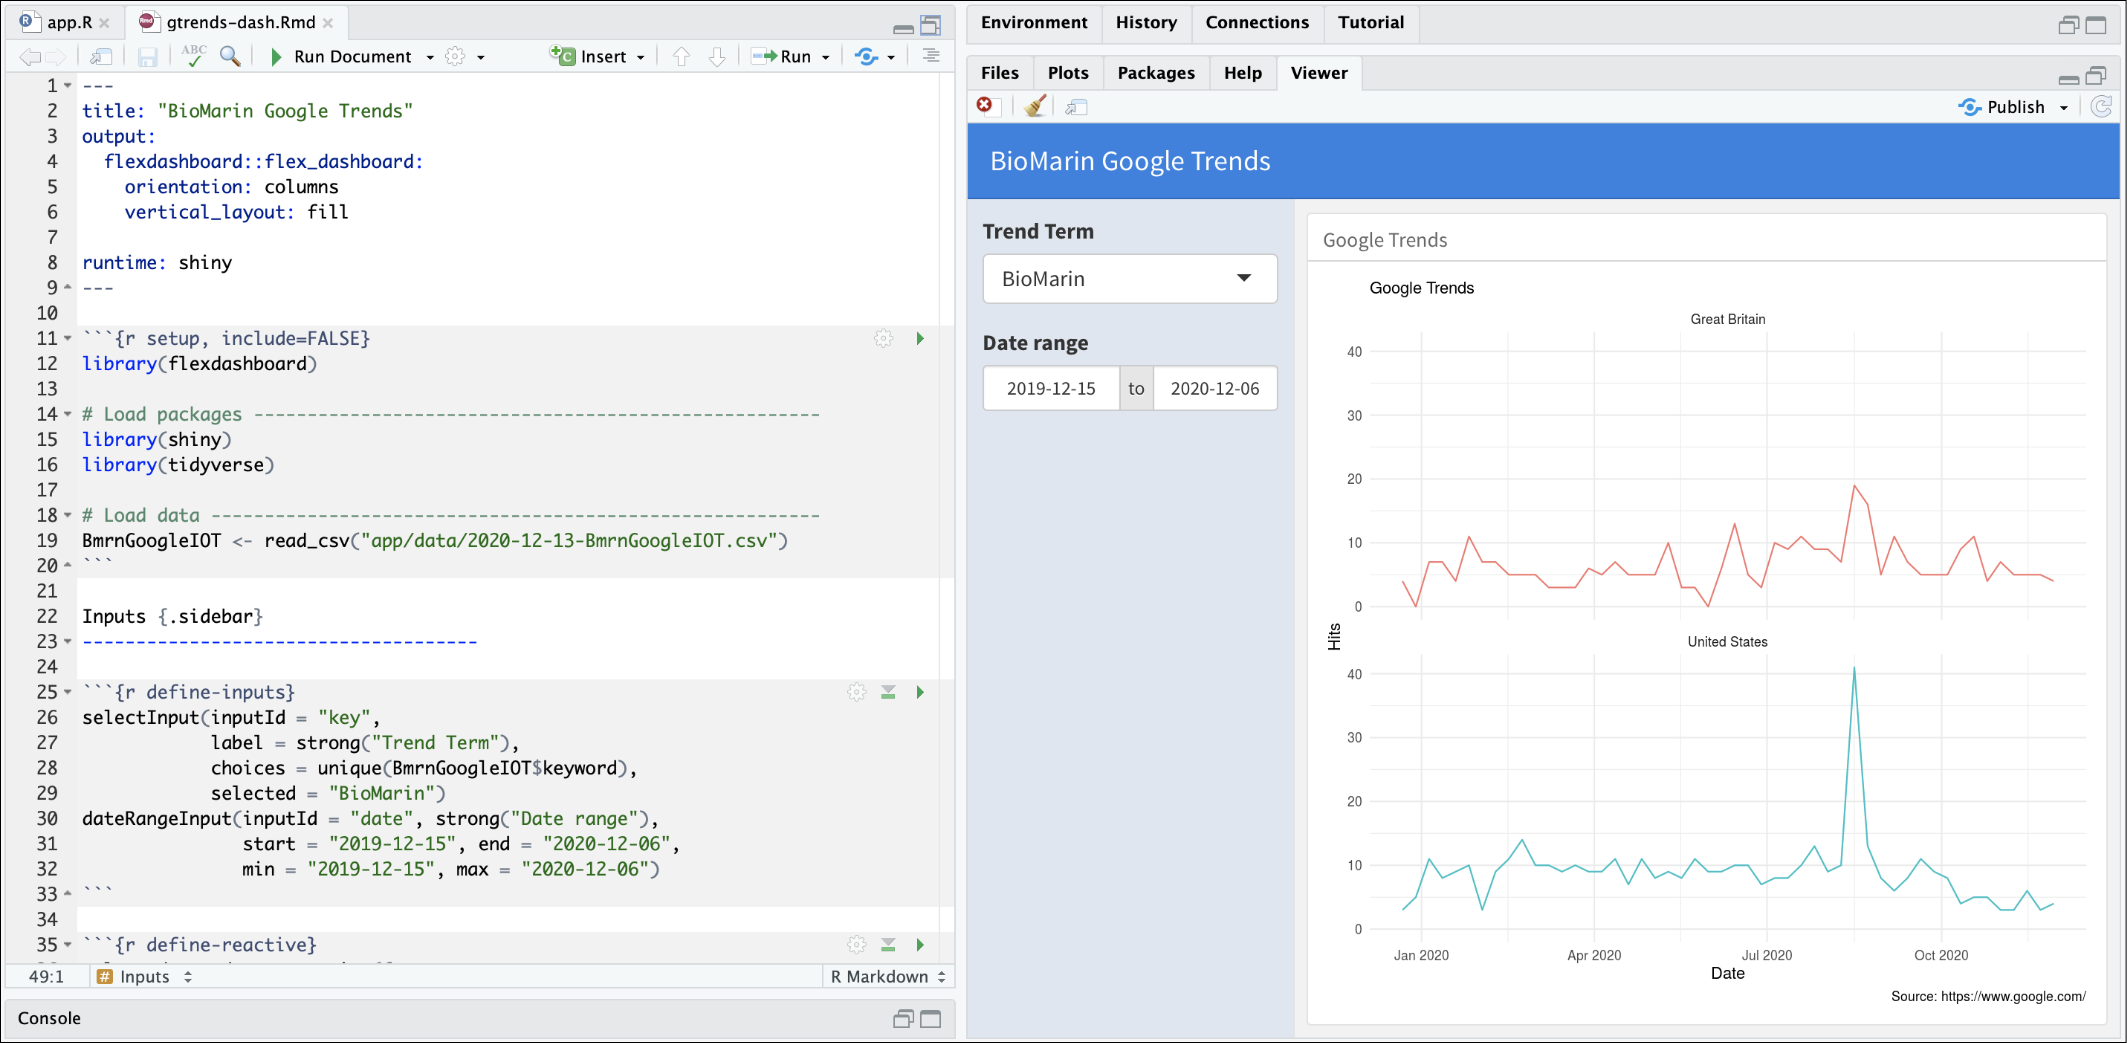 app.R
gtrends-dash.Rmd
ABC
Run Document
Insert
Run
1 ---
2 title: "BioMarin Google Trends"
3 output:
4 flexdashboard::flex_dashboard:
5 orientation: columns
6 vertical_layout: fill
7
8 runtime: shiny
9 ---
10
11 ```{r setup, include=FALSE}
12 library(flexdashboard)
13
14 # Load packages -----------------------------------------------------
15 library(shiny)
16 library(tidyverse)
17
18 # Load data ---------------------------------------------------------
19 BmrnGoogleIOT <- read_csv("app/data/2020-12-13-BmrnGoogleIOT.csv")
20 ```
21
22 Inputs {.sidebar}
23 -------------------------------------
24
25 ```{r define-inputs}
26 selectInput(inputId = "key",
27 label = strong("Trend Term"),
28 choices = unique(BmrnGoogleIOT$keyword),
29 selected = "BioMarin")
30 dateRangeInput(inputId = "date", strong("Date range"),
31 start = "2019-12-15", end = "2020-12-06",
32 min = "2019-12-15", max = "2020-12-06")
33 ```
34
35 ```{r define-reactive}
49:1 # Inputs R Markdown
Console
Environment History Connections Tutorial
Files Plots Packages Help Viewer
Publish
BioMarin Google Trends
Trend Term
BioMarin
Date range
2019-12-15 to 2020-12-06
Google Trends
Google Trends
Great Britain
40
30
20
10
0
Hits
United States
40
30
20
10
0
Jan 2020 Apr 2020 Jul 2020 Oct 2020
Date
Source: https://www.google.com/